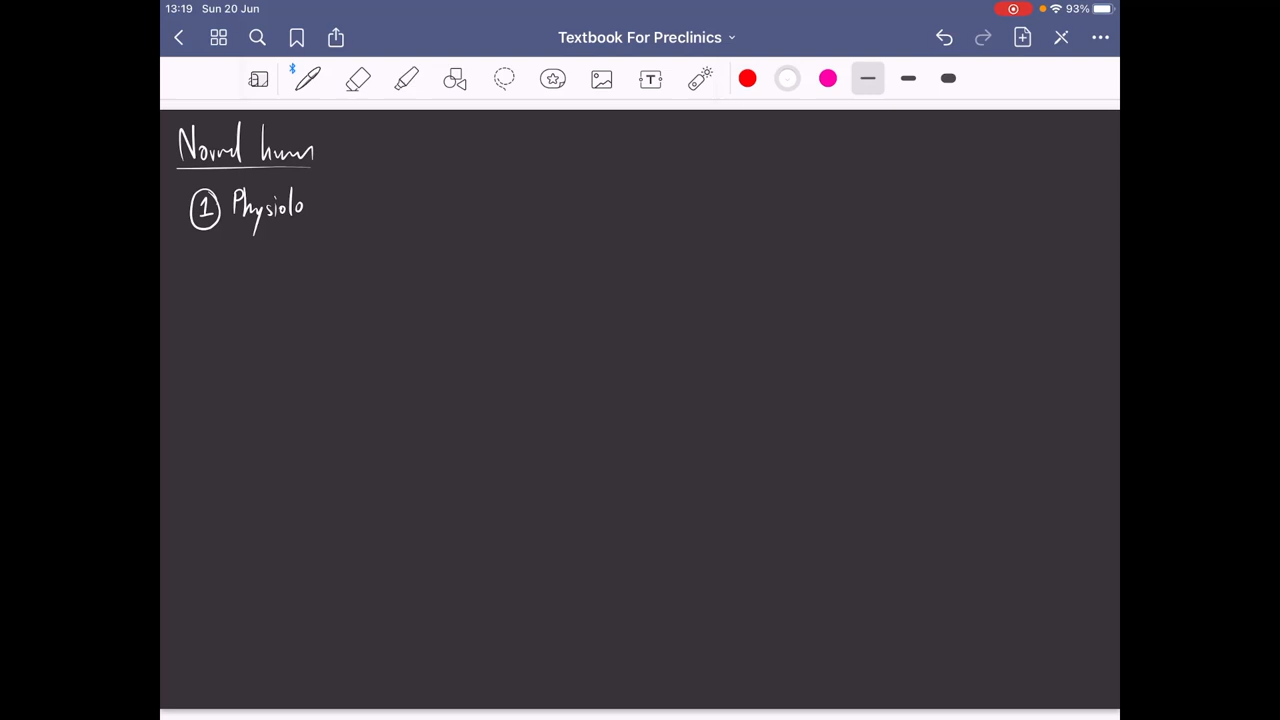 13:19 Sun 20 Jun 93%
Textbook For Preclinics
T
Normal human
1 Physiolo